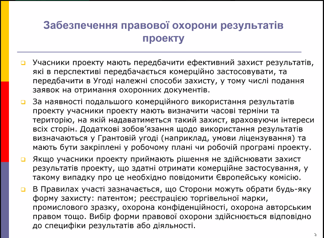 Забезпечення правової охорони результатів
проекту
Учасники проекту мають передбачити ефективний захист результатів,
які в перспективі передбачається комерційно застосовувати, та
передбачити в Угоді належні способи захисту, у тому числі подання
заявок на отримання охоронних документів.
За наявності подальшого комерційного використання результатів
проекту учасники проекту мають визначити часові терміни та
територію, на якій надаватиметься такий захист, враховуючи інтереси
всіх сторін. Додаткові зобов'язання щодо використання результатів
визначаються у Грантовій угоді (наприклад, умови ліцензування) та
мають бути закріплені у робочому плані чи робочій програмі проекту.
Якщо учасники проекту приймають рішення не здійснювати захист
результатів проекту, що здатні отримати комерційне застосування, у
такому випадку про це необхідно повідомити Європейську комісію.
В Правилах участі зазначається, що Сторони можуть обрати будь-яку
форму захисту: патентом; реєстрацією торгівельної марки,
промислового зразку, охорона конфіденційності, охорона авторським
правом тощо. Вибір форми правової охорони здійснюється відповідно
до специфіки результатів або діяльності.